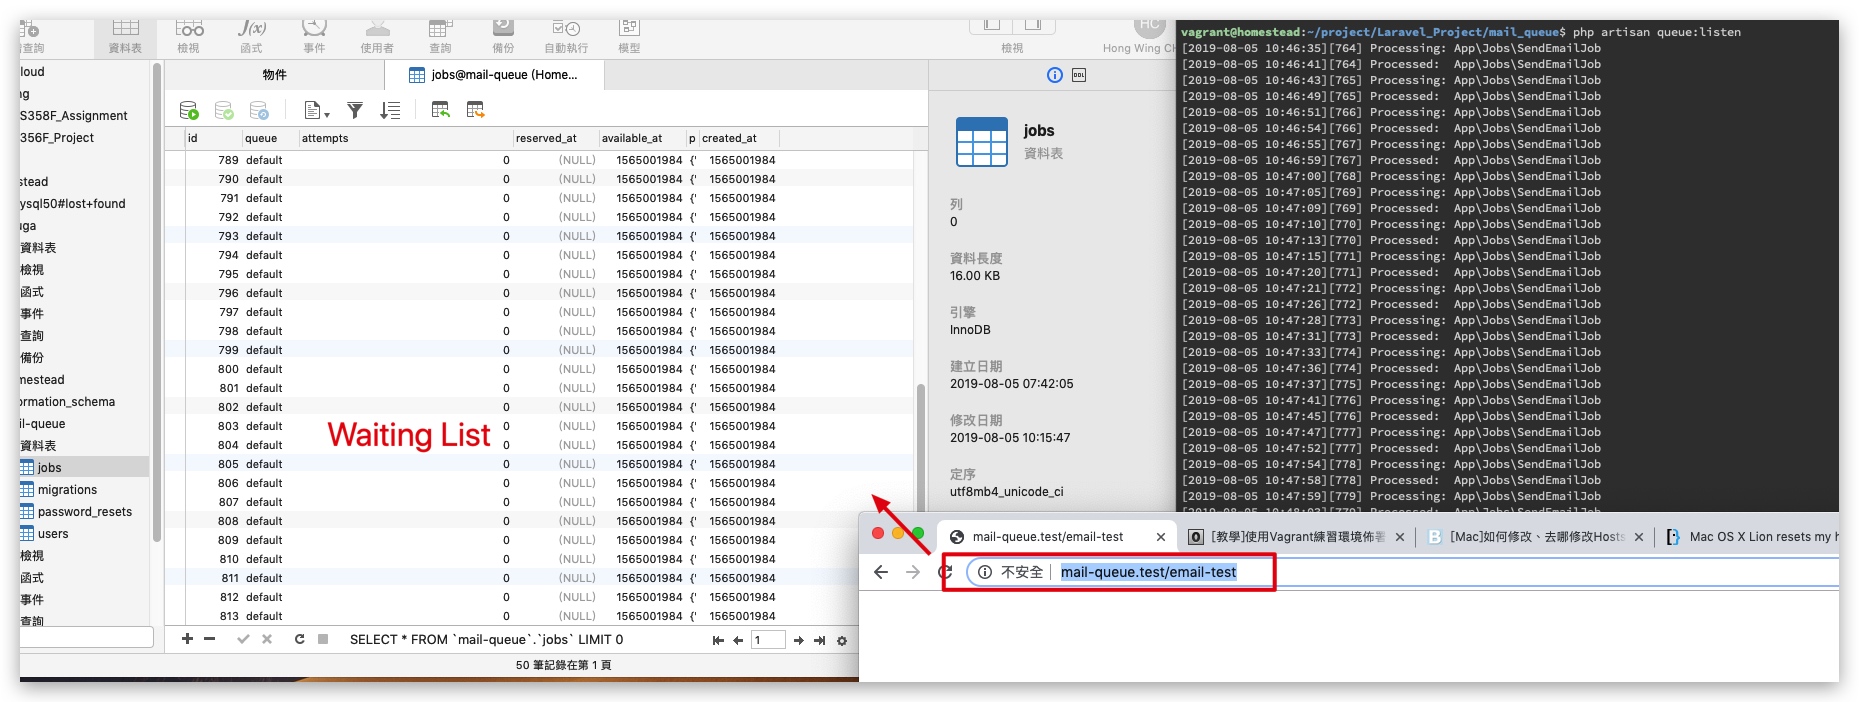 查詢
資料表
檢視
函式
事件
使用者
查詢
備份
自動執行
模型
檢視
Hong Wing C
HC
loud
ng
S358F_Assignment
356F_Project
stead
ysql50#lost+found
uga
資料表
檢視
函式
事件
查詢
備份
mestead
ormation_schema
il-queue
資料表
jobs
migrations
password_resets
users
檢視
函式
事件
查詢
物件
jobs@mail-queue (Home...
id queue attempts reserved_at available_at p created_at
789 default 0 (NULL) 1565001984 {" 1565001984
790 default 0 (NULL) 1565001984 {" 1565001984
791 default 0 (NULL) 1565001984 {" 1565001984
792 default 0 (NULL) 1565001984 {" 1565001984
793 default 0 (NULL) 1565001984 {" 1565001984
794 default 0 (NULL) 1565001984 {" 1565001984
795 default 0 (NULL) 1565001984 {" 1565001984
796 default 0 (NULL) 1565001984 {" 1565001984
797 default 0 (NULL) 1565001984 {" 1565001984
798 default 0 (NULL) 1565001984 {" 1565001984
799 default 0 (NULL) 1565001984 {" 1565001984
800 default 0 (NULL) 1565001984 {" 1565001984
801 default 0 (NULL) 1565001984 {" 1565001984
802 default 0 (NULL) 1565001984 {" 1565001984
803 default 0 (NULL) 1565001984 {" 1565001984
804 default 0 (NULL) 1565001984 {" 1565001984
805 default 0 (NULL) 1565001984 {" 1565001984
806 default 0 (NULL) 1565001984 {" 1565001984
807 default 0 (NULL) 1565001984 {" 1565001984
808 default 0 (NULL) 1565001984 {" 1565001984
809 default 0 (NULL) 1565001984 {" 1565001984
810 default 0 (NULL) 1565001984 {" 1565001984
811 default 0 (NULL) 1565001984 {" 1565001984
812 default 0 (NULL) 1565001984 {" 1565001984
813 default 0 (NULL) 1565001984 {" 1565001984
Waiting List
SELECT * FROM `mail-queue`.`jobs` LIMIT 0
1
50 筆記錄在第 1 頁
DDL
jobs
資料表
列
0
資料長度
16.00 KB
引擎
InnoDB
建立日期
2019-08-05 07:42:05
修改日期
2019-08-05 10:15:47
定序
utf8mb4_unicode_ci
vagrant@homestead:~/project/Laravel_Project/mail_queue$ php artisan queue:listen
[2019-08-05 10:46:35][764] Processing: App\Jobs\SendEmailJob
[2019-08-05 10:46:41][764] Processed:  App\Jobs\SendEmailJob
[2019-08-05 10:46:43][765] Processing: App\Jobs\SendEmailJob
[2019-08-05 10:46:49][765] Processed:  App\Jobs\SendEmailJob
[2019-08-05 10:46:51][766] Processing: App\Jobs\SendEmailJob
[2019-08-05 10:46:54][766] Processed:  App\Jobs\SendEmailJob
[2019-08-05 10:46:55][767] Processing: App\Jobs\SendEmailJob
[2019-08-05 10:46:59][767] Processed:  App\Jobs\SendEmailJob
[2019-08-05 10:47:00][768] Processing: App\Jobs\SendEmailJob
[2019-08-05 10:47:05][769] Processing: App\Jobs\SendEmailJob
[2019-08-05 10:47:09][769] Processed:  App\Jobs\SendEmailJob
[2019-08-05 10:47:10][770] Processing: App\Jobs\SendEmailJob
[2019-08-05 10:47:13][770] Processed:  App\Jobs\SendEmailJob
[2019-08-05 10:47:15][771] Processing: App\Jobs\SendEmailJob
[2019-08-05 10:47:20][771] Processed:  App\Jobs\SendEmailJob
[2019-08-05 10:47:21][772] Processing: App\Jobs\SendEmailJob
[2019-08-05 10:47:26][772] Processed:  App\Jobs\SendEmailJob
[2019-08-05 10:47:28][773] Processing: App\Jobs\SendEmailJob
[2019-08-05 10:47:31][773] Processed:  App\Jobs\SendEmailJob
[2019-08-05 10:47:33][774] Processing: App\Jobs\SendEmailJob
[2019-08-05 10:47:36][774] Processed:  App\Jobs\SendEmailJob
[2019-08-05 10:47:37][775] Processing: App\Jobs\SendEmailJob
[2019-08-05 10:47:41][776] Processing: App\Jobs\SendEmailJob
[2019-08-05 10:47:45][776] Processed:  App\Jobs\SendEmailJob
[2019-08-05 10:47:47][777] Processing: App\Jobs\SendEmailJob
[2019-08-05 10:47:52][777] Processed:  App\Jobs\SendEmailJob
[2019-08-05 10:47:54][778] Processing: App\Jobs\SendEmailJob
[2019-08-05 10:47:58][778] Processed:  App\Jobs\SendEmailJob
[2019-08-05 10:47:59][779] Processing: App\Jobs\SendEmailJob
mail-queue.test/email-test
[教學]使用Vagrant練習環境佈署
[Mac]如何修改、去哪修改Hosts
Mac OS X Lion resets my h
不安全
mail-queue.test/email-test